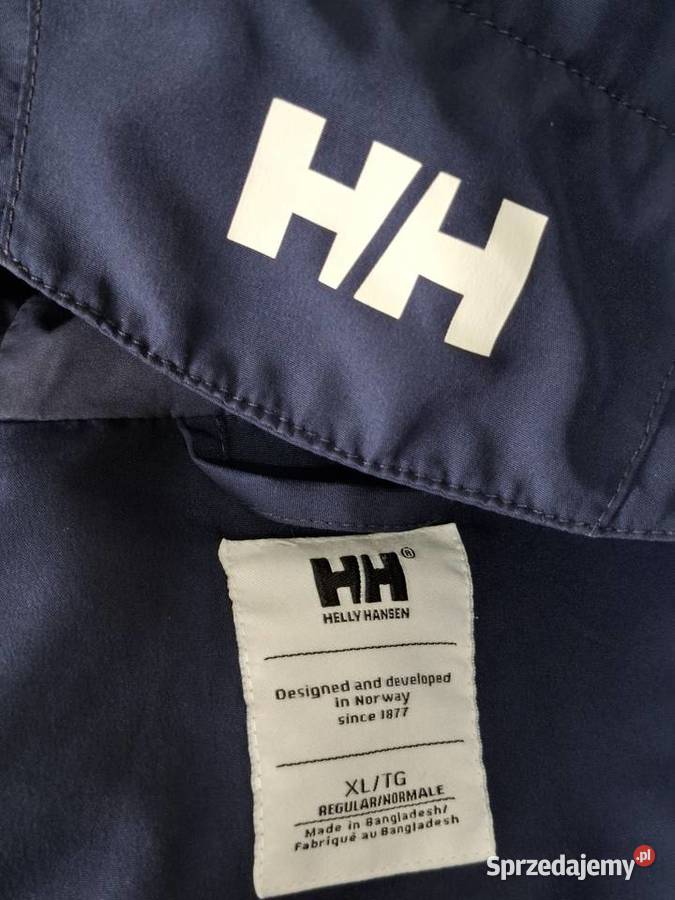 HH
HH®
HELLY HANSEN
Designed and developed
in Norway
since 1877
XL/TG
REGULAR/NORMALE
Made in Bangladesh/
Fabriqué au Bangladesh
Sprzedajemy.pl